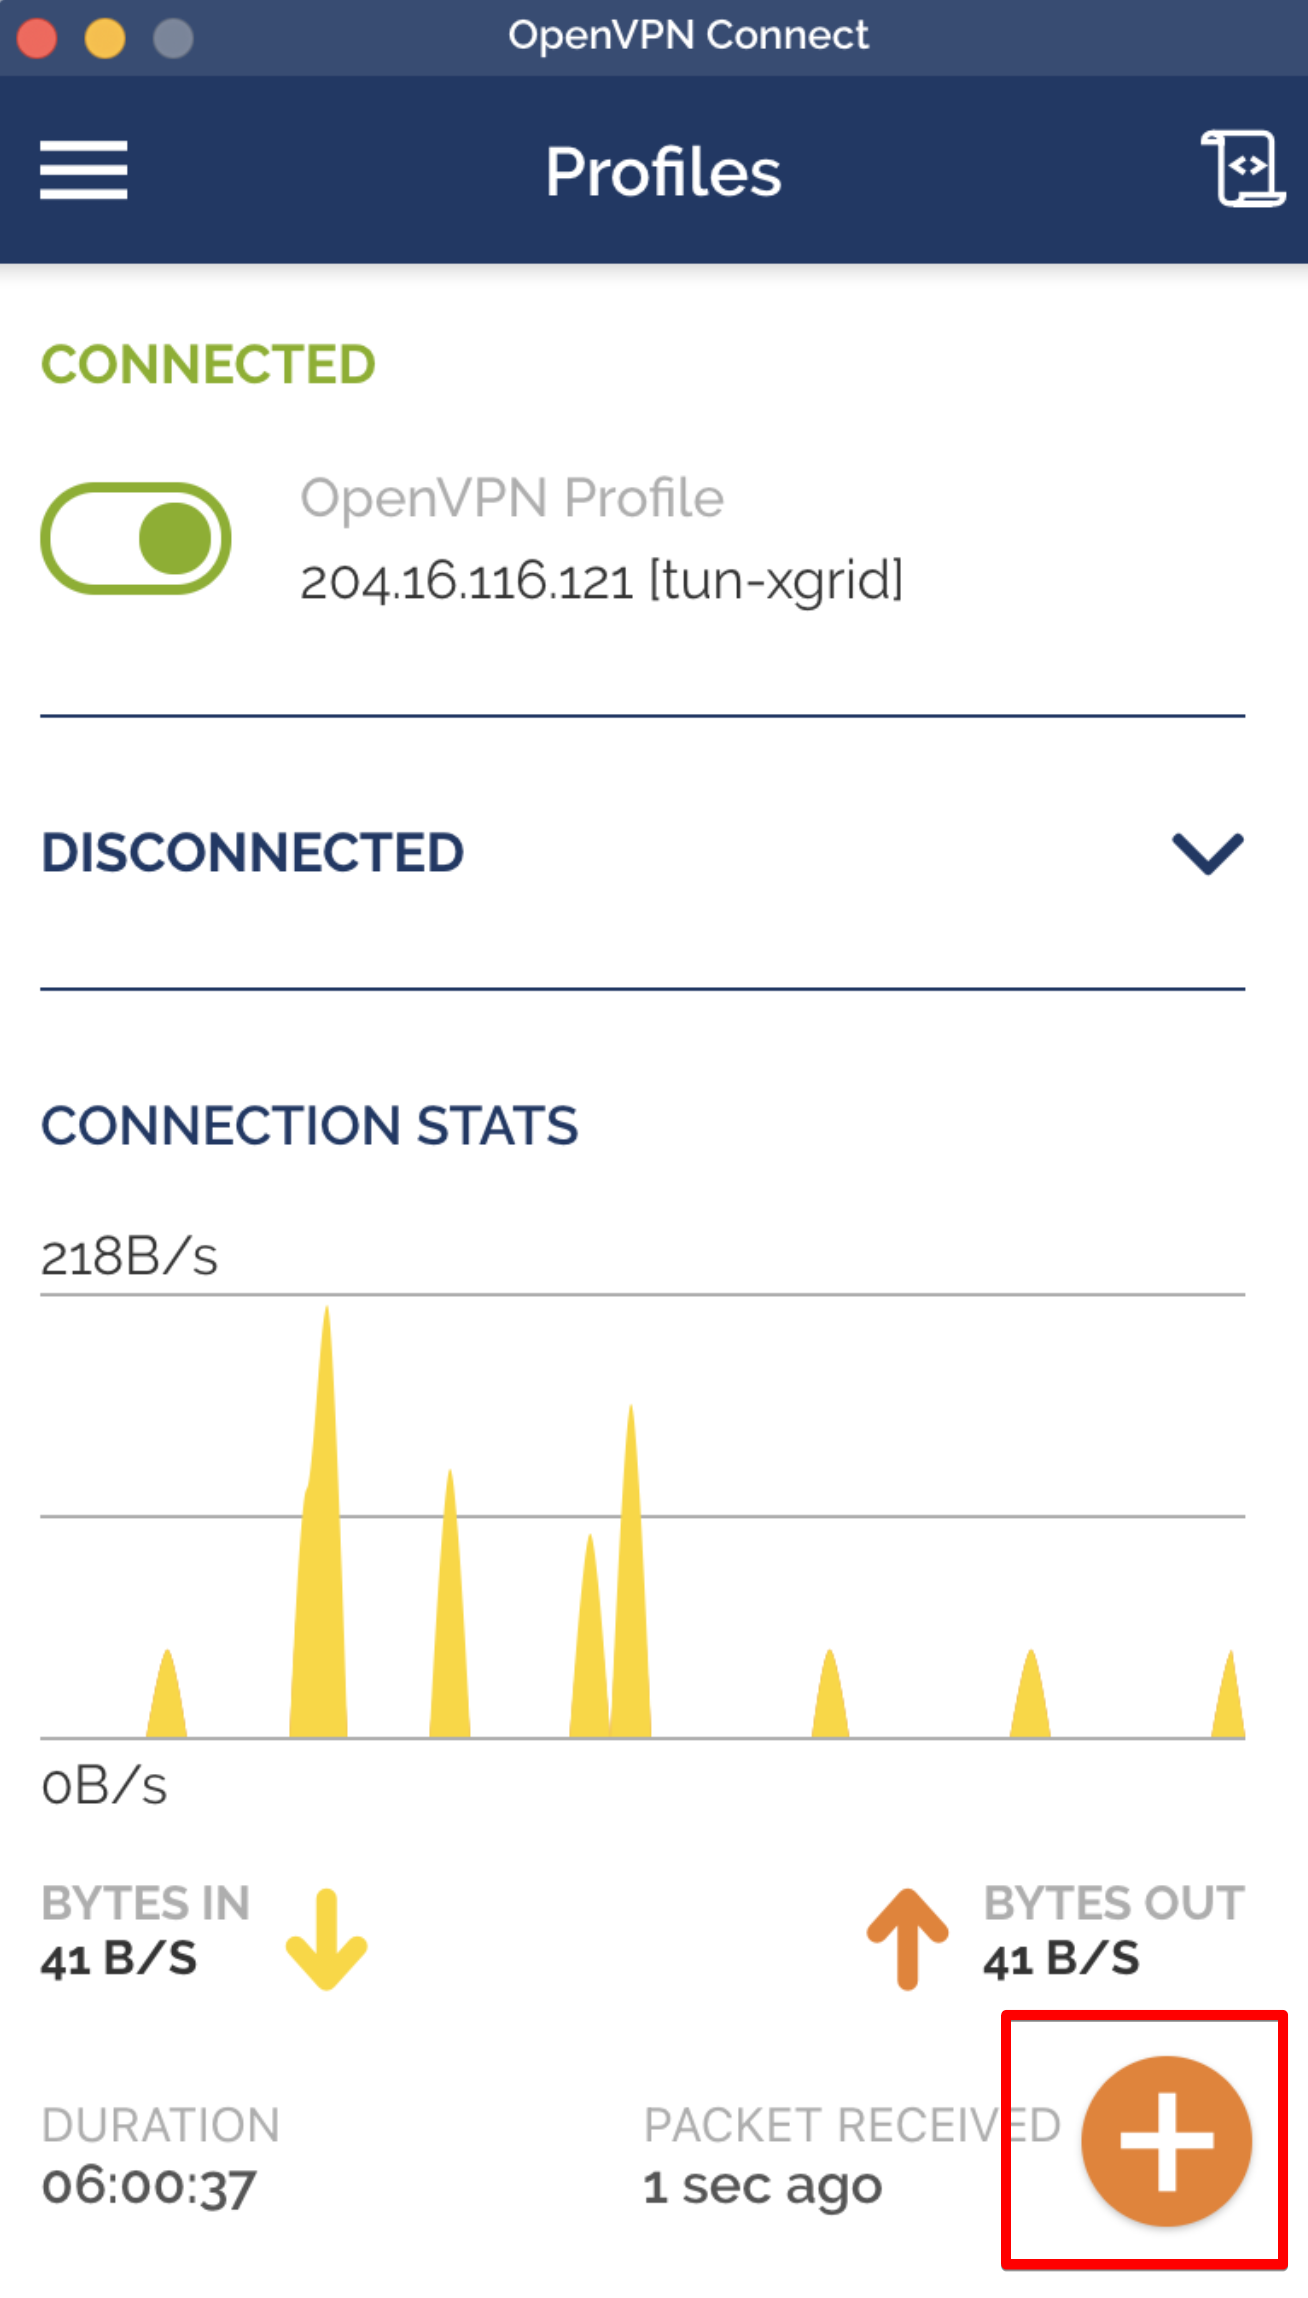 OpenVPN Connect
Profiles
CONNECTED
OpenVPN Profile
204.16.116.121 [tun-xgrid]
DISCONNECTED
CONNECTION STATS
218B/s
0B/s
BYTES IN
41 B/S
BYTES OUT
41 B/S
DURATION
06:00:37
PACKET RECEIVED
1 sec ago